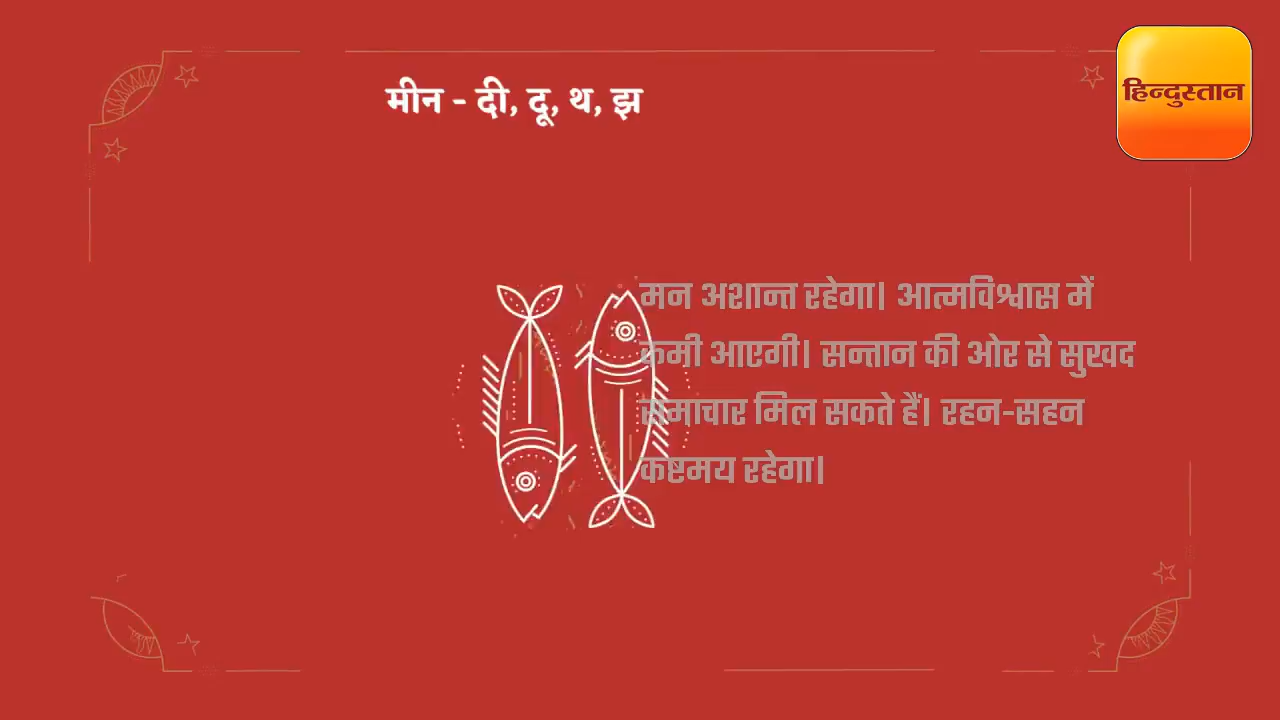 मीन - दी, दू, थ, झ
हिन्दुस्तान
मन अशान्त रहेगा। आत्मविश्वास में
कमी आएगी। सन्तान की ओर से सुखद
समाचार मिल सकते हैं। रहन-सहन
कष्टमय रहेगा।